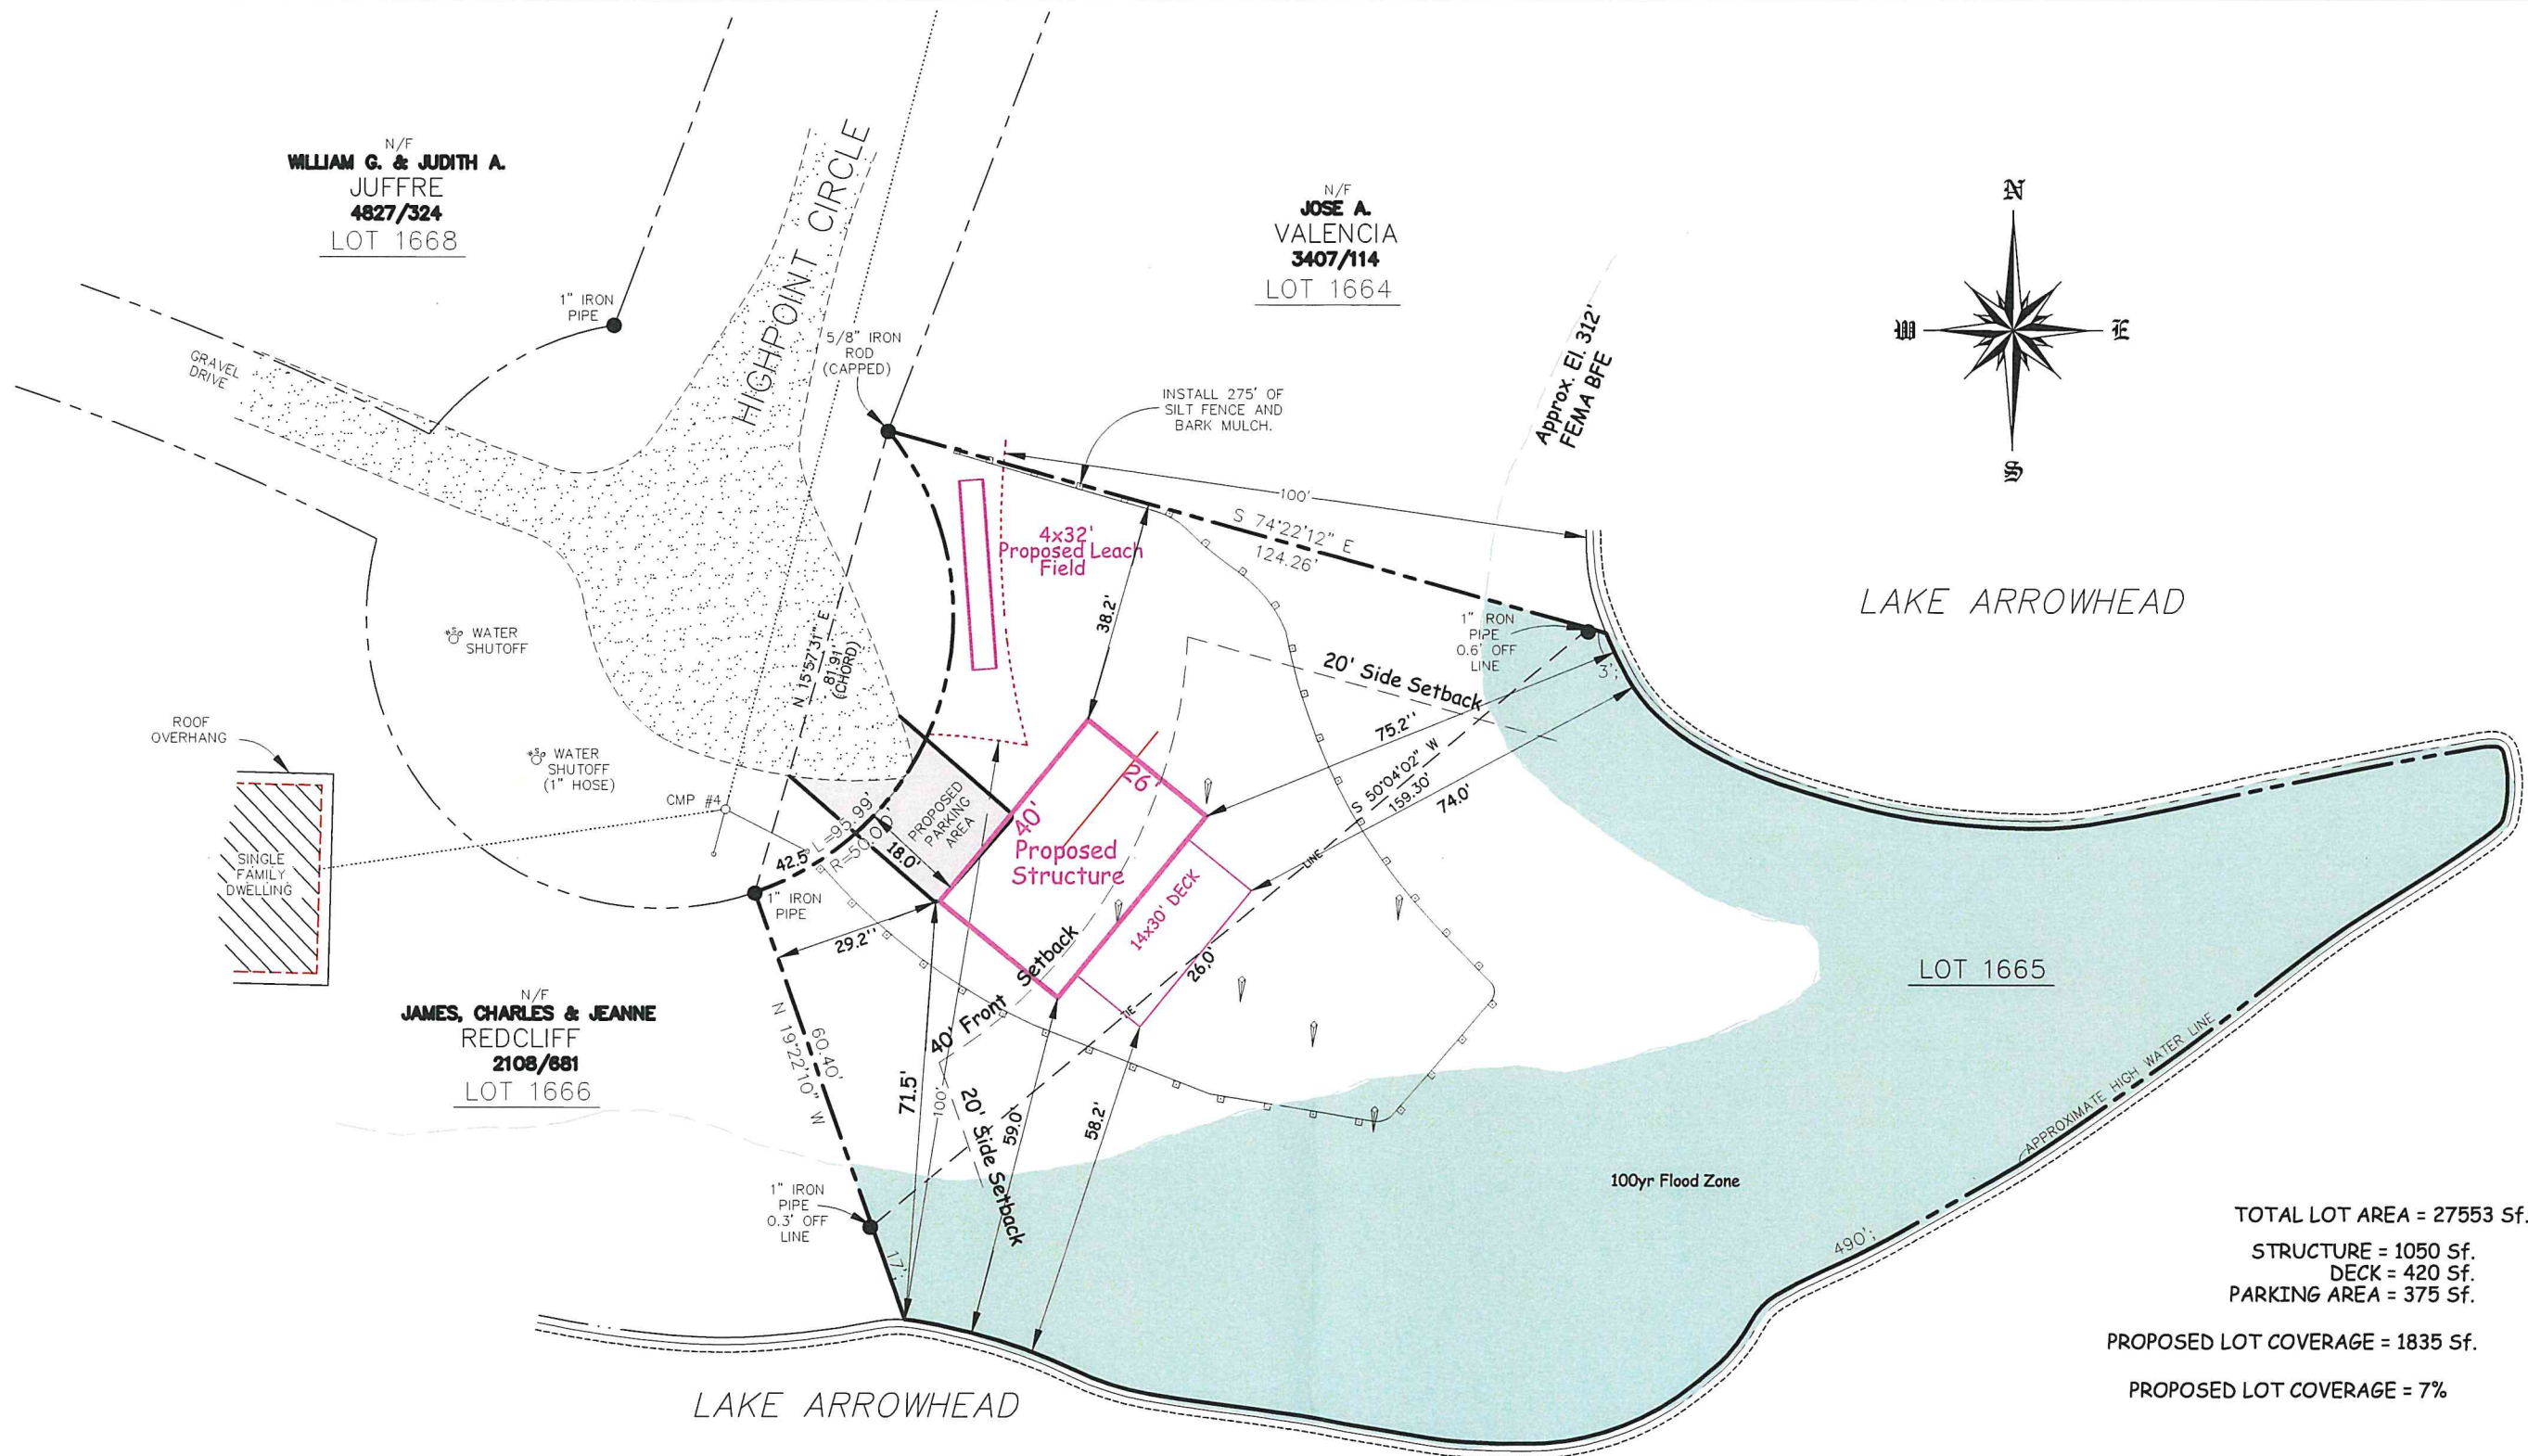 N/F
WILLIAM G. & JUDITH A.
JUFFRE
4827/324
LOT 1668
1" IRON
PIPE
GRAVEL
DRIVE
HIGHPOINT CIRCLE
5/8" IRON
ROD
(CAPPED)
N/F
JOSE A.
VALENCIA
3407/114
LOT 1664
INSTALL 275' OF
SILT FENCE AND
BARK MULCH.
Approx. El. 312'
FEMA BFE
N
W
E
S
100'
S 74°22'12" E
124.26'
4x32'
Proposed Leach
Field
38.2'
LAKE ARROWHEAD
1" RON
PIPE
0.6' OFF
LINE
3';
20' Side Setback
75.2''
S 50°04'02" W
159.30'
74.0'
N 15°57'31" E
81.91'
(CHORD)
WATER
SHUTOFF
WATER
SHUTOFF
(1" HOSE)
ROOF
OVERHANG
CMP #4
SINGLE
FAMILY
DWELLING
L=95.99'
R=50.00'
42.5'
18.0'
PROPOSED
PARKING
AREA
26'
40'
Proposed
Structure
14x30' DECK
LINE
TIE
26.0'
1" IRON
PIPE
29.2''
40' Front Setback
N/F
JAMES, CHARLES & JEANNE
REDCLIFF
2108/681
LOT 1666
60.40'
N 19°22'10" W
71.5'
100'
20' Side Setback
59.0'
58.2'
1" IRON
PIPE
0.3' OFF
LINE
17';
LOT 1665
APPROXIMATE HIGH WATER LINE
100yr Flood Zone
490';
LAKE ARROWHEAD
TOTAL LOT AREA = 27553 Sf.
STRUCTURE = 1050 Sf.
DECK = 420 Sf.
PARKING AREA = 375 Sf.
PROPOSED LOT COVERAGE = 1835 Sf.
PROPOSED LOT COVERAGE = 7%